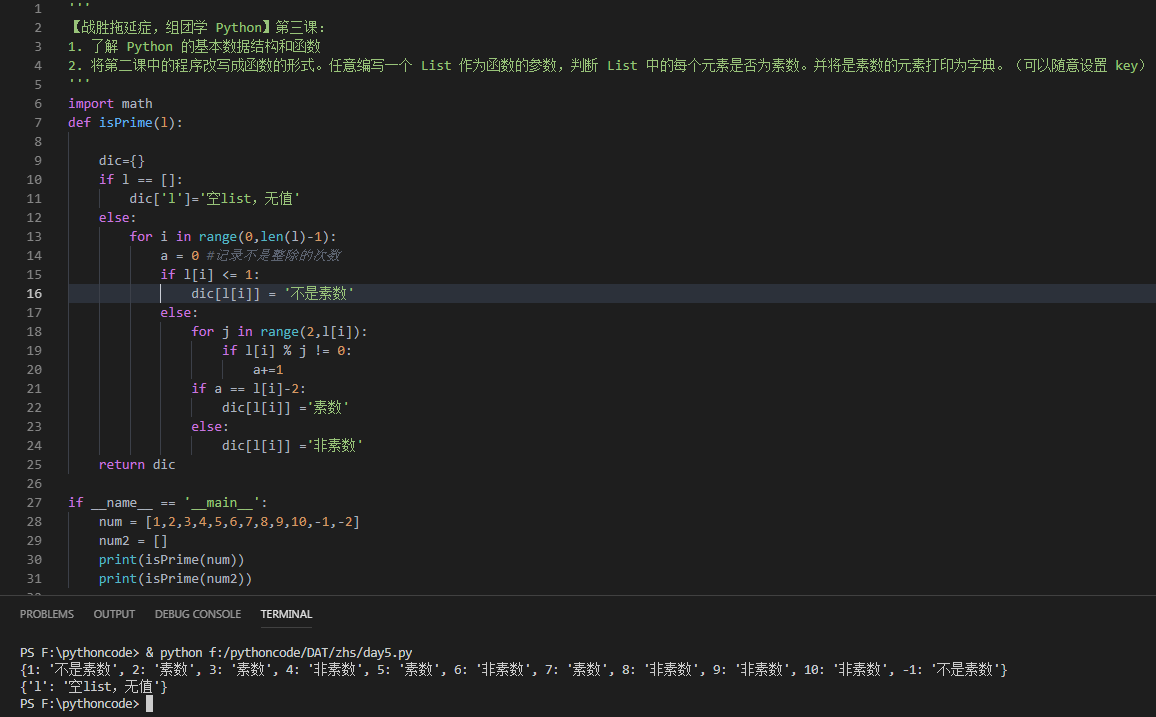 1 '''
2 【战胜拖延症，组团学 Python】第三课：
3 1. 了解 Python 的基本数据结构和函数
4 2. 将第二课中的程序改写成函数的形式。任意编写一个 List 作为函数的参数，判断 List 中的每个元素是否为素数。并将是素数的元素打印为字典。（可以随意设置 key）
5 '''
6 import math
7 def isPrime(l):
8
9 dic={}
10 if l == []:
11 dic['l']='空list，无值'
12 else:
13 for i in range(0,len(l)-1):
14 a = 0 #记录不是整除的次数
15 if l[i] <= 1:
16 dic[l[i]] = '不是素数'
17 else:
18 for j in range(2,l[i]):
19 if l[i] % j != 0:
20 a+=1
21 if a == l[i]-2:
22 dic[l[i]] ='素数'
23 else:
24 dic[l[i]] ='非素数'
25 return dic
26
27 if __name__ == '__main__':
28 num = [1,2,3,4,5,6,7,8,9,10,-1,-2]
29 num2 = []
30 print(isPrime(num))
31 print(isPrime(num2))
PROBLEMS OUTPUT DEBUG CONSOLE TERMINAL
PS F:\pythoncode> & python f:/pythoncode/DAT/zhs/day5.py
{1: '不是素数', 2: '素数', 3: '素数', 4: '非素数', 5: '素数', 6: '非素数', 7: '素数', 8: '非素数', 9: '非素数', 10: '非素数', -1: '不是素数'}
{'l': '空list，无值'}
PS F:\pythoncode>